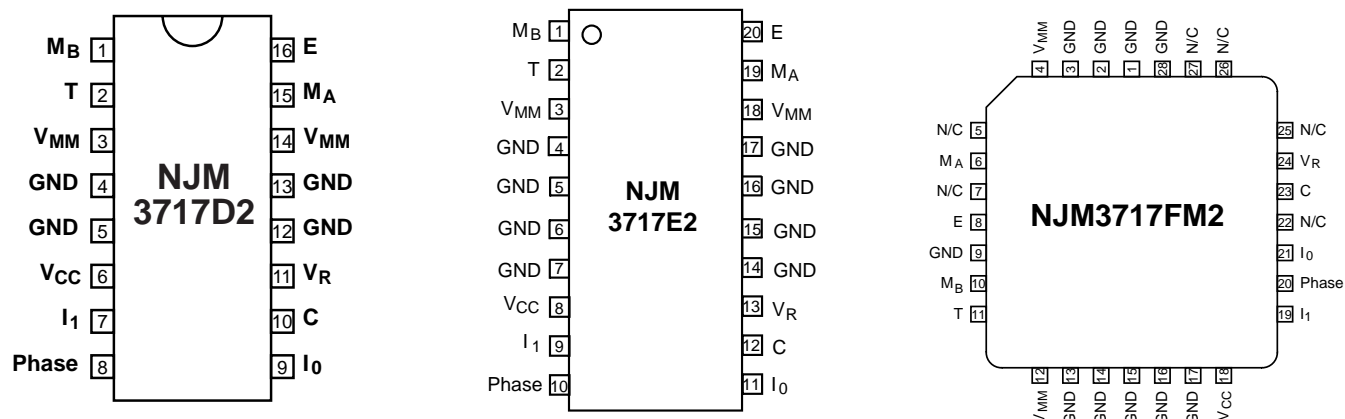 MB 1
T 2
VMM 3
GND 4
GND 5
VCC 6
I1 7
Phase 8
NJM
3717D2
16 E
15 MA
14 VMM
13 GND
12 GND
11 VR
10 C
9 I0
MB 1
T 2
VMM 3
GND 4
GND 5
GND 6
GND 7
VCC 8
I1 9
Phase 10
NJM
3717E2
20 E
19 MA
18 VMM
17 GND
16 GND
15 GND
14 GND
13 VR
12 C
11 I0
VMM 4
GND 3
GND 2
GND 1
GND 28
N/C 27
N/C 26
N/C 5
MA 6
N/C 7
E 8
GND 9
MB 10
T 11
NJM3717FM2
25 N/C
24 VR
23 C
22 N/C
21 I0
20 Phase
19 I1
VMM 12
GND 13
GND 14
GND 15
GND 16
GND 17
VCC 18